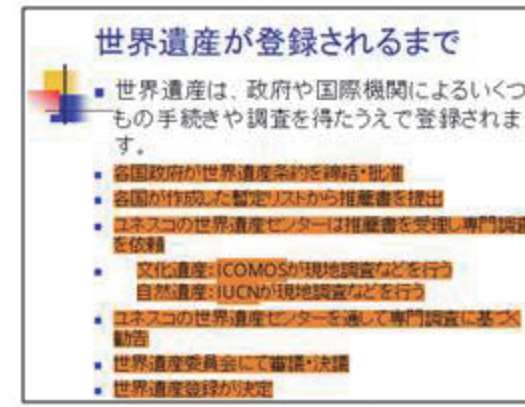 世界遺産が登録されるまで
世界遺産は、政府や国際機関によるいくつ
もの手続きや調査を得たうえで登録されま
す。
各国政府が世界遺産条約を締結・批准
各国が作成した暫定リストから推薦書を提出
ユネスコの世界遺産センターは推薦書を受理し専門調査
を依頼
文化遺産：ICOMOSが現地調査などを行う
自然遺産：IUCNが現地調査などを行う
ユネスコの世界遺産センターを通して専門調査に基づく
勧告
世界遺産委員会にて審議・決議
世界遺産登録が決定